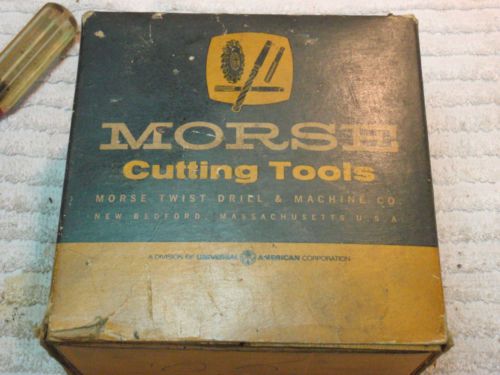 MORSE
Cutting Tools
MORSE TWIST DRILL & MACHINE CO.
NEW BEDFORD, MASSACHUSETTS U.S.A.
A DIVISION OF UNIVERSAL AMERICAN CORPORATION